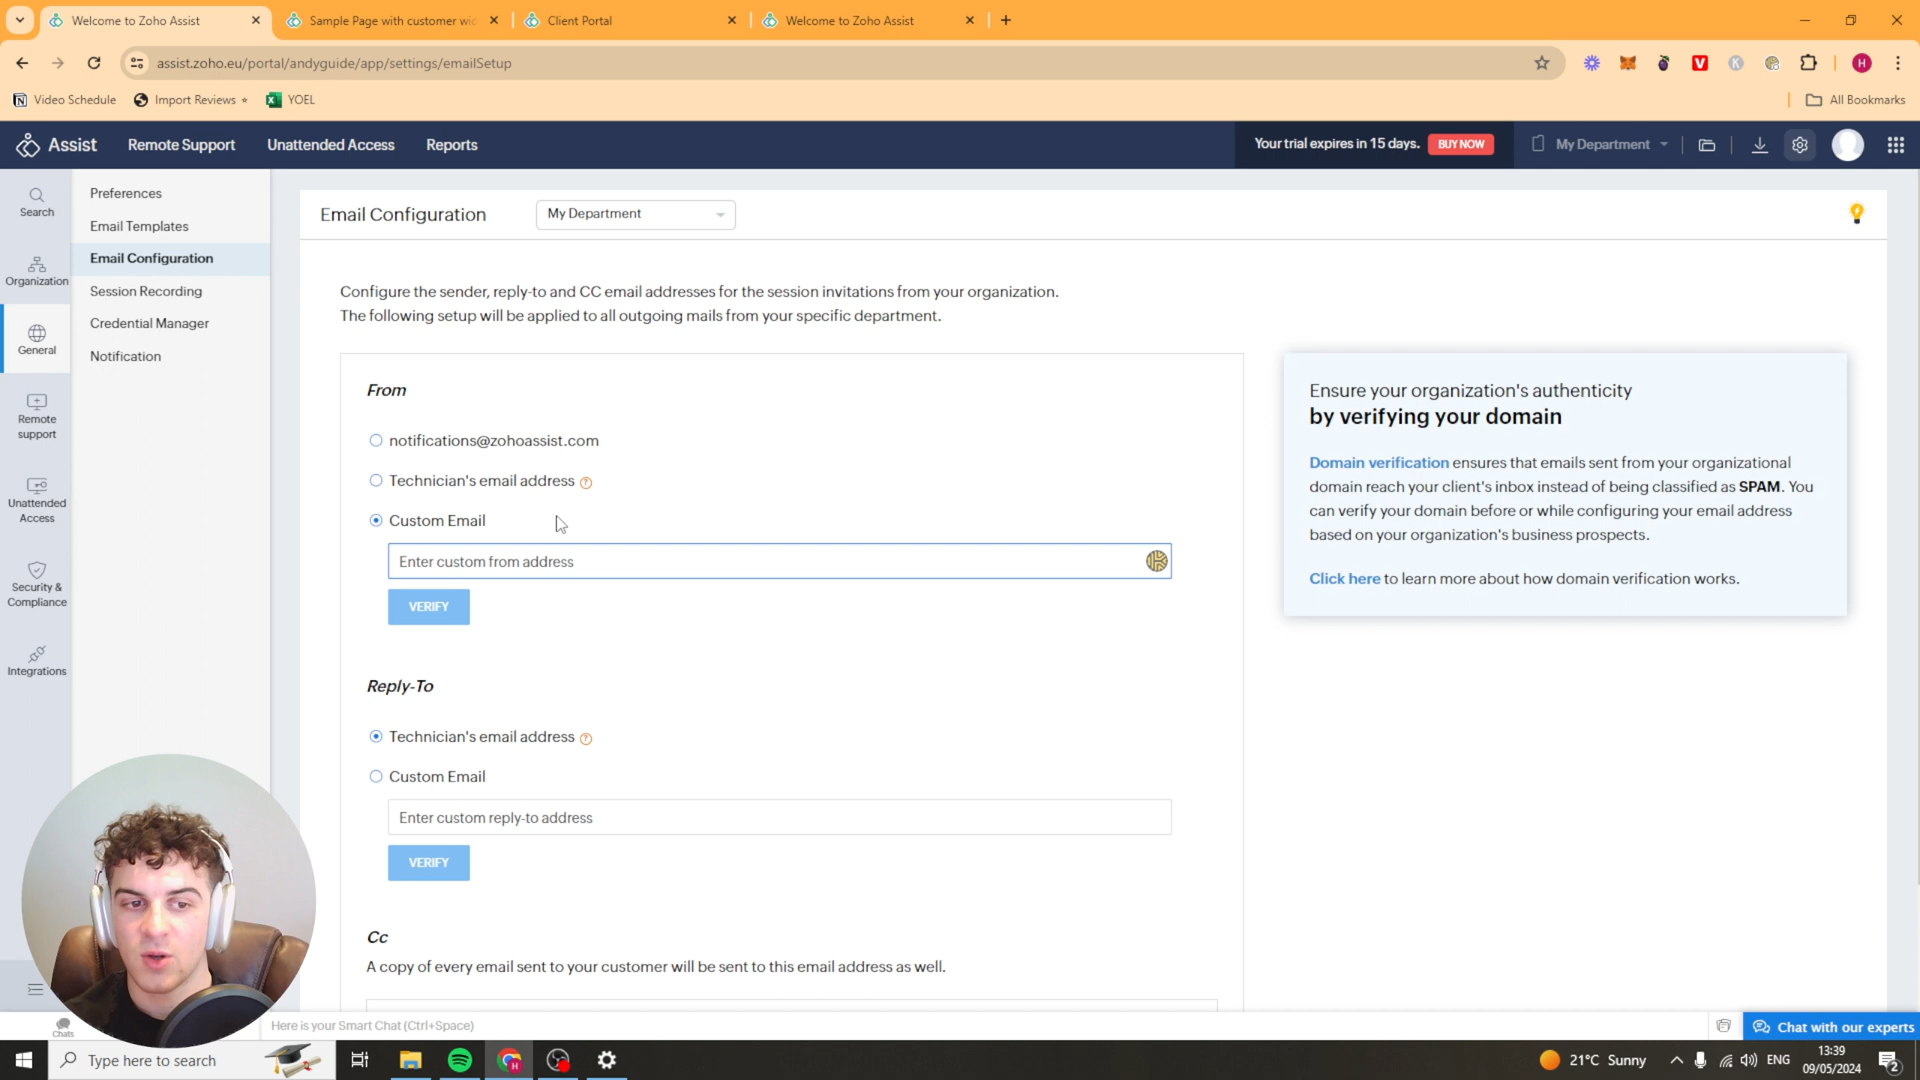 Welcome to Zoho Assist
Sample Page with customer wic
Client Portal
Welcome to Zoho Assist
assist.zoho.eu/portal/andyguide/app/settings/emailSetup
Video Schedule
Import Reviews
YOEL
All Bookmarks
Assist
Remote Support
Unattended Access
Reports
Your trial expires in 15 days.
BUY NOW
My Department
Search
Organization
General
Remote
support
Unattended
Access
Security &
Compliance
Integrations
Preferences
Email Templates
Email Configuration
Session Recording
Credential Manager
Notification
Email Configuration
My Department
Configure the sender, reply-to and CC email addresses for the session invitations from your organization.
The following setup will be applied to all outgoing mails from your specific department.
From
notifications@zohoassist.com
Technician's email address
Custom Email
Enter custom from address
VERIFY
Reply-To
Technician's email address
Custom Email
Enter custom reply-to address
VERIFY
Cc
A copy of every email sent to your customer will be sent to this email address as well.
Ensure your organization's authenticity
by verifying your domain
Domain verification ensures that emails sent from your organizational
domain reach your client's inbox instead of being classified as SPAM. You
can verify your domain before or while configuring your email address
based on your organization's business prospects.
Click here to learn more about how domain verification works.
Chats
Here is your Smart Chat (Ctrl+Space)
Chat with our experts
Type here to search
21°C Sunny
ENG
13:39
09/05/2024
2